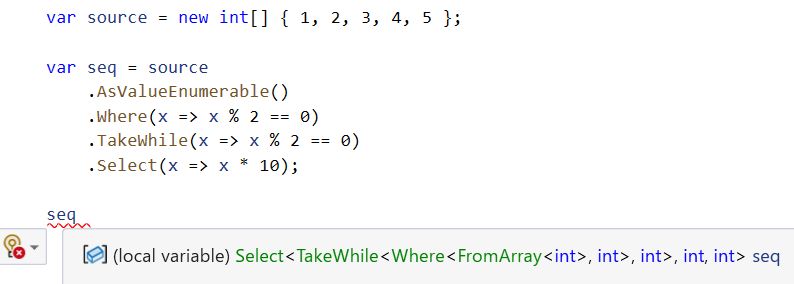 var source = new int[] { 1, 2, 3, 4, 5 };
var seq = source
.AsValueEnumerable()
.Where(x => x % 2 == 0)
.TakeWhile(x => x % 2 == 0)
.Select(x => x * 10);
seq
(local variable) Select<TakeWhile<Where<FromArray<int>, int>, int>, int, int> seq